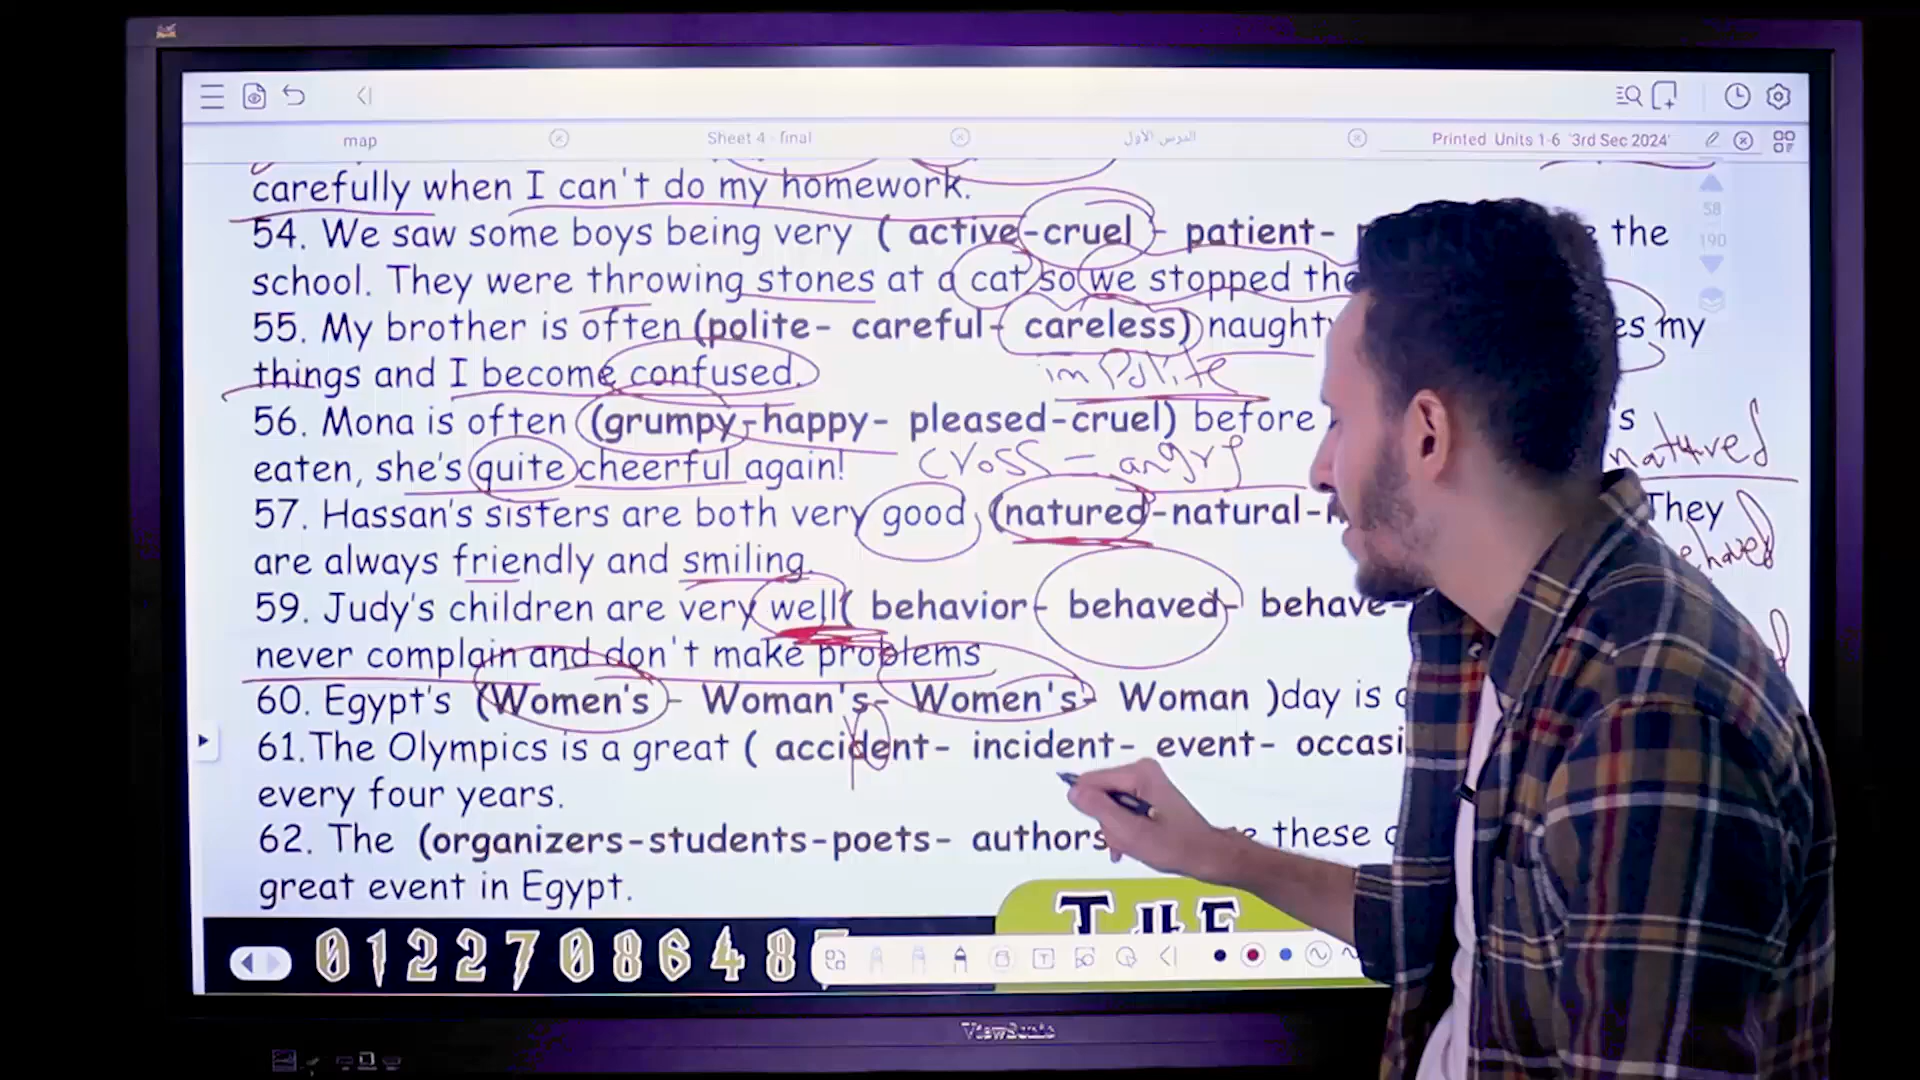 map
Sheet 4 - final
الدرس الأول
Printed Units 1-6 '3rd Sec 2024'
carefully when I can't do my homework.
58
54. We saw some boys being very ( active-cruel - patient- the
190
school. They were throwing stones at a cat so we stopped
55. My brother is often (polite- careful- careless) my
impolite
things and I become confused.
56. Mona is often (grumpy-happy- pleased-cruel) before
natured
eaten, she's quite cheerful again!
cross - angry
57. Hassan's sisters are both very good (natured-natural- They
are always friendly and smiling.
59. Judy's children are very well( behavior- behaved- behave-
never complain and don't make problems
60. Egypt's (Women's- Woman's- Women's- Woman )day is
61.The Olympics is a great ( accident- incident- event-
every four years.
62. The (organizers-students-poets- authors these
great event in Egypt.
THE
0122708648
ViewSonic